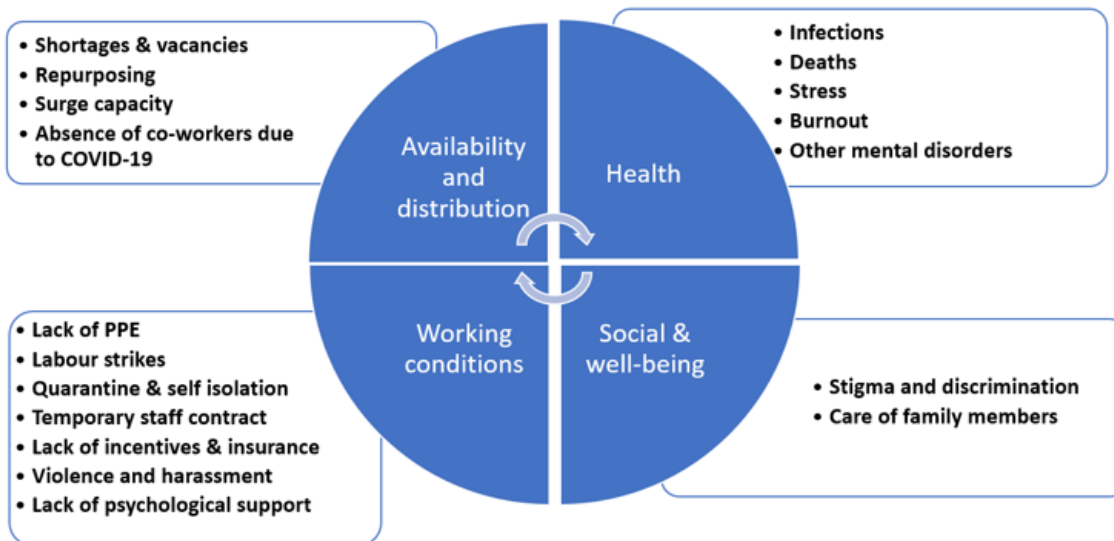 • Shortages & vacancies
• Repurposing
• Surge capacity
• Absence of co-workers due
to COVID-19
Availability
and
distribution
Health
• Infections
• Deaths
• Stress
• Burnout
• Other mental disorders
• Lack of PPE
• Labour strikes
• Quarantine & self isolation
• Temporary staff contract
• Lack of incentives & insurance
• Violence and harassment
• Lack of psychological support
Working
conditions
Social &
well-being
• Stigma and discrimination
• Care of family members